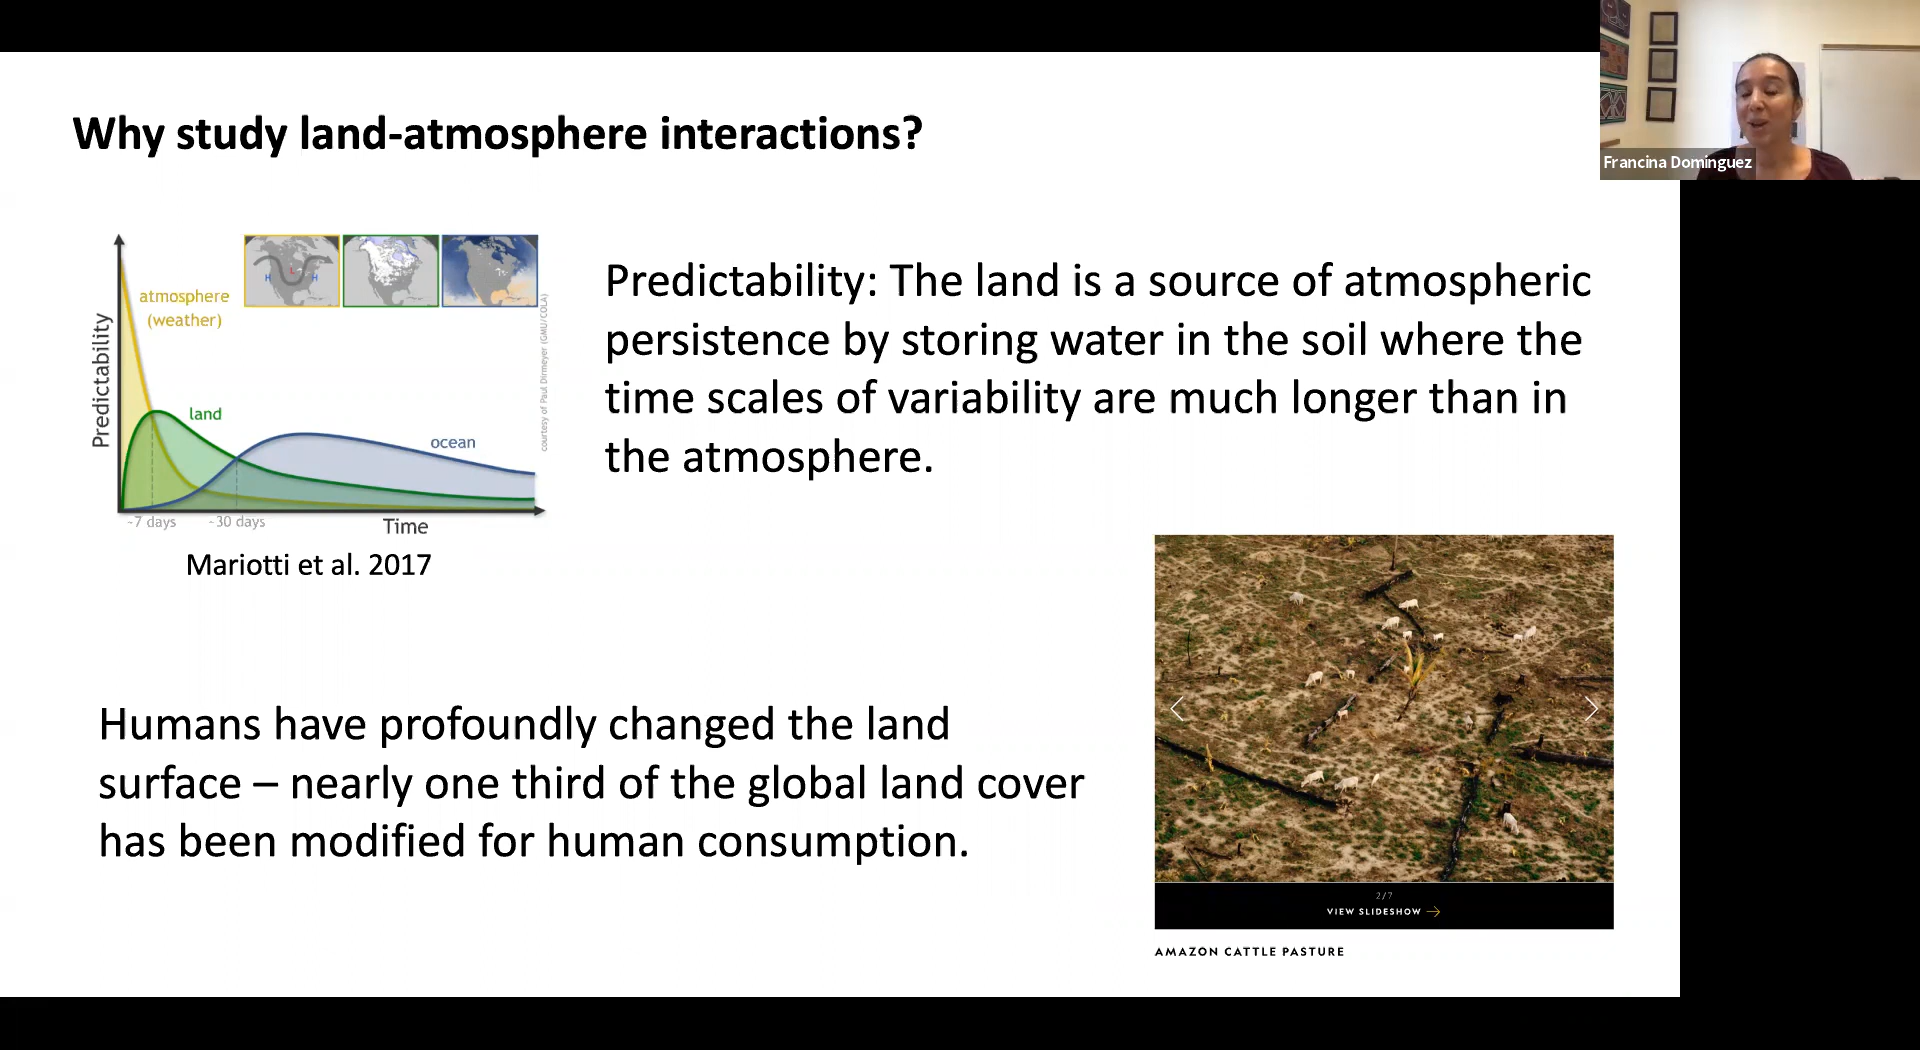 Why study land-atmosphere interactions?
Francina Dominguez
atmosphere
(weather)
H
L
H
land
ocean
Predictability
~7 days
~30 days
Time
courtesy of Paul Dirmeyer (GMU/COLA)
Mariotti et al. 2017
Predictability: The land is a source of atmospheric
persistence by storing water in the soil where the
time scales of variability are much longer than in
the atmosphere.
Humans have profoundly changed the land
surface – nearly one third of the global land cover
has been modified for human consumption.
2/7
VIEW SLIDESHOW
AMAZON CATTLE PASTURE